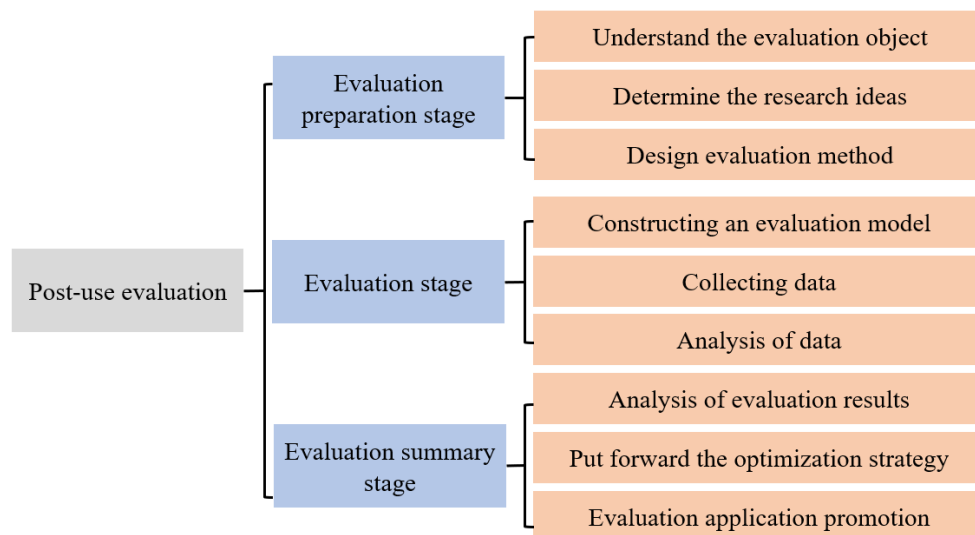 Post-use evaluation
Evaluation
preparation stage
Understand the evaluation object
Determine the research ideas
Design evaluation method
Evaluation stage
Constructing an evaluation model
Collecting data
Analysis of data
Evaluation summary
stage
Analysis of evaluation results
Put forward the optimization strategy
Evaluation application promotion